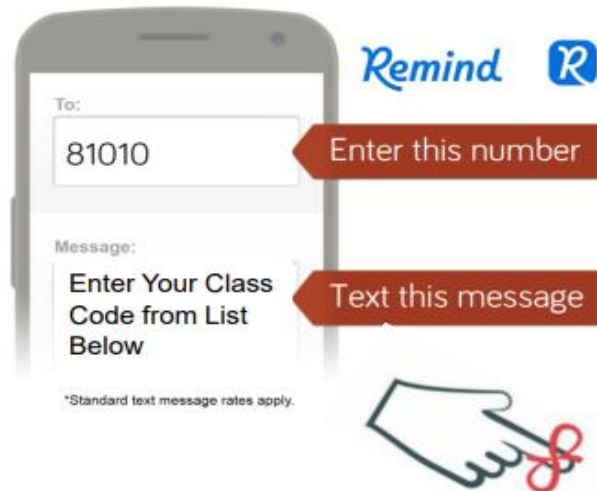 Remind R
To:
81010
Enter this number
Message:
Enter Your Class
Code from List
Below
Text this message
*Standard text message rates apply.